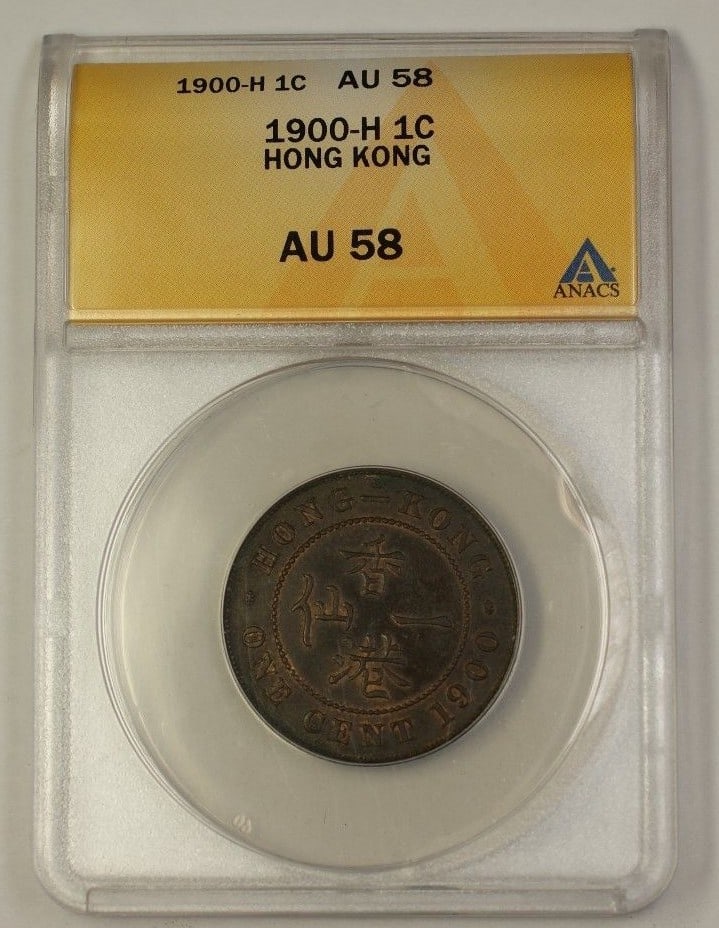 1900-H 1C AU 58
1900-H 1C
HONG KONG
AU 58
ANACS
HONG-KONG
香
仙 一
港
ONE CENT 1900